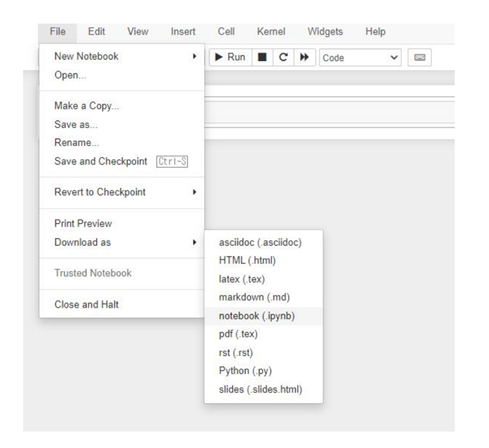 File Edit View Insert Cell Kernel Widgets Help
Run Code
New Notebook
Open...
Make a Copy...
Save as...
Rename...
Save and Checkpoint Ctrl-S
Revert to Checkpoint
Print Preview
Download as
Trusted Notebook
Close and Halt
asciidoc (.asciidoc)
HTML (.html)
latex (.tex)
markdown (.md)
notebook (.ipynb)
pdf (.tex)
rst (.rst)
Python (.py)
slides (.slides.html)